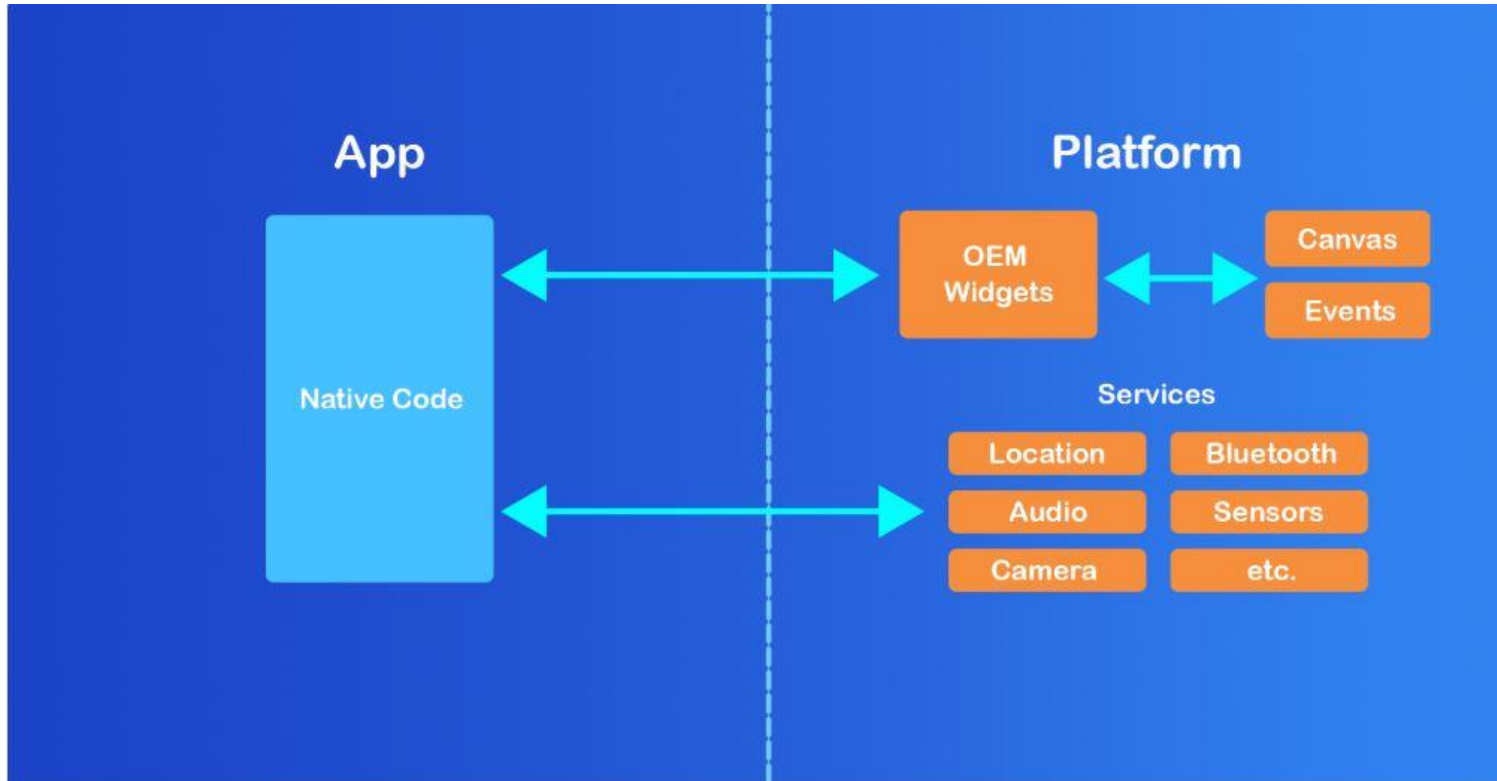 App
Platform
Native Code
OEM
Widgets
Canvas
Events
Services
Location
Bluetooth
Audio
Sensors
Camera
etc.